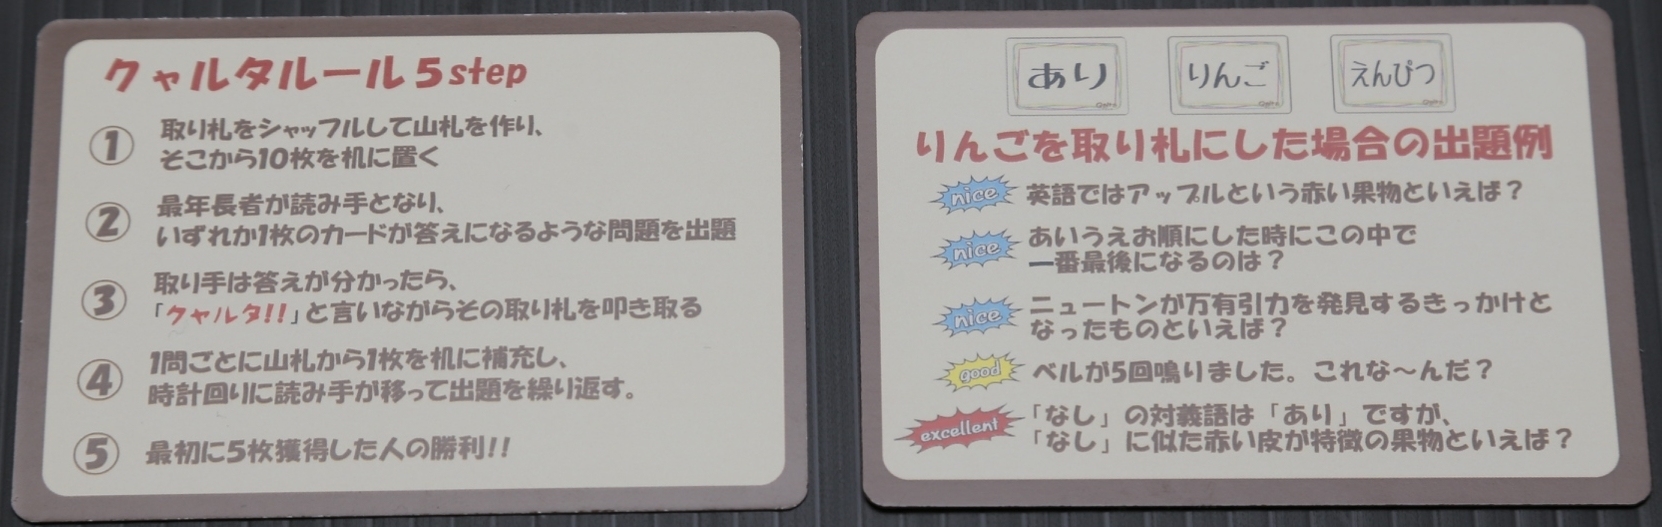 クャルタルール5step
① 取り札をシャッフルして山札を作り、
そこから10枚を机に置く
② 最年長者が読み手となり、
いずれか1枚のカードが答えになるような問題を出題
③ 取り手は答えが分かったら、
「クャルタ!!」と言いながらその取り札を叩き取る
④ 1問ごとに山札から1枚を机に補充し、
時計回りに読み手が移って出題を繰り返す。
⑤ 最初に5枚獲得した人の勝利!!
あり りんご えんぴつ
りんごを取り札にした場合の出題例
nice 英語ではアップルという赤い果物といえば？
nice あいうえお順にした時にこの中で
一番最後になるのは？
nice ニュートンが万有引力を発見するきっかけと
なったものといえば？
good ベルが5回鳴りました。これな〜んだ？
excellent 「なし」の対義語は「あり」ですが、
「なし」に似た赤い皮が特徴の果物といえば？